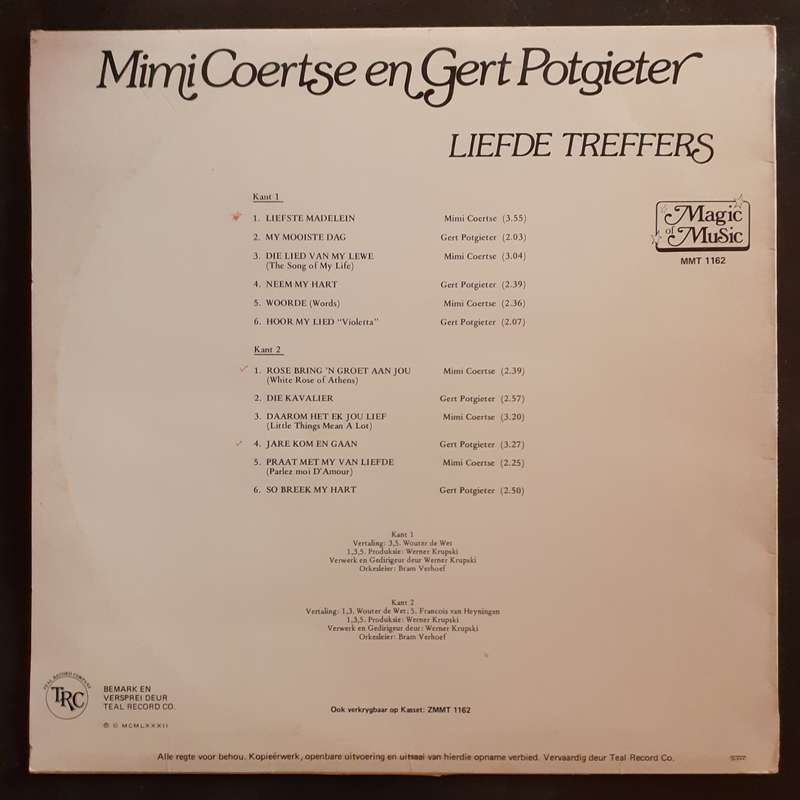 Mimi Coertse en Gert Potgieter
LIEFDE TREFFERS
Magic
of Music
MMT 1162
Kant 1
1. LIEFSTE MADELEIN Mimi Coertse (3.55)
2. MY MOOISTE DAG Gert Potgieter (2.03)
3. DIE LIED VAN MY LEWE Mimi Coertse (3.04)
(The Song of My Life)
4. NEEM MY HART Gert Potgieter (2.39)
5. WOORDE (Words) Mimi Coertse (2.36)
6. HOOR MY LIED "Violetta" Gert Potgieter (2.07)
Kant 2
1. ROSE BRING 'N GROET AAN JOU Mimi Coertse (2.39)
(White Rose of Athens)
2. DIE KAVALIER Gert Potgieter (2.57)
3. DAAROM HET EK JOU LIEF Mimi Coertse (3.20)
(Little Things Mean A Lot)
4. JARE KOM EN GAAN Gert Potgieter (3.27)
5. PRAAT MET MY VAN LIEFDE Mimi Coertse (2.25)
(Parlez moi D'Amour)
6. SO BREEK MY HART Gert Potgieter (2.50)
Kant 1
Vertaling: 3,5. Wouter de Wet
1,3,5. Produksie: Werner Krupski
Verwerk en Gedirigeer deur Werner Krupski
Orkesleier: Bram Verhoef
Kant 2
Vertaling: 1,3. Wouter de Wet; 5. Francois van Heyningen
1,3,5. Produksie: Werner Krupski
Verwerk en Gedirigeer deur: Werner Krupski
Orkesleier: Bram Verhoef
TEAL RECORD COMPANY
TRC
BEMARK EN
VERSPREI DEUR
TEAL RECORD CO.
℗ © MCMLXXXII
Ook verkrygbaar op Kasset: ZMMT 1162
Alle regte voor behou. Kopieërwerk, openbare uitvoering en uitsaai van hierdie opname verbied. Vervaardig deur Teal Record Co.